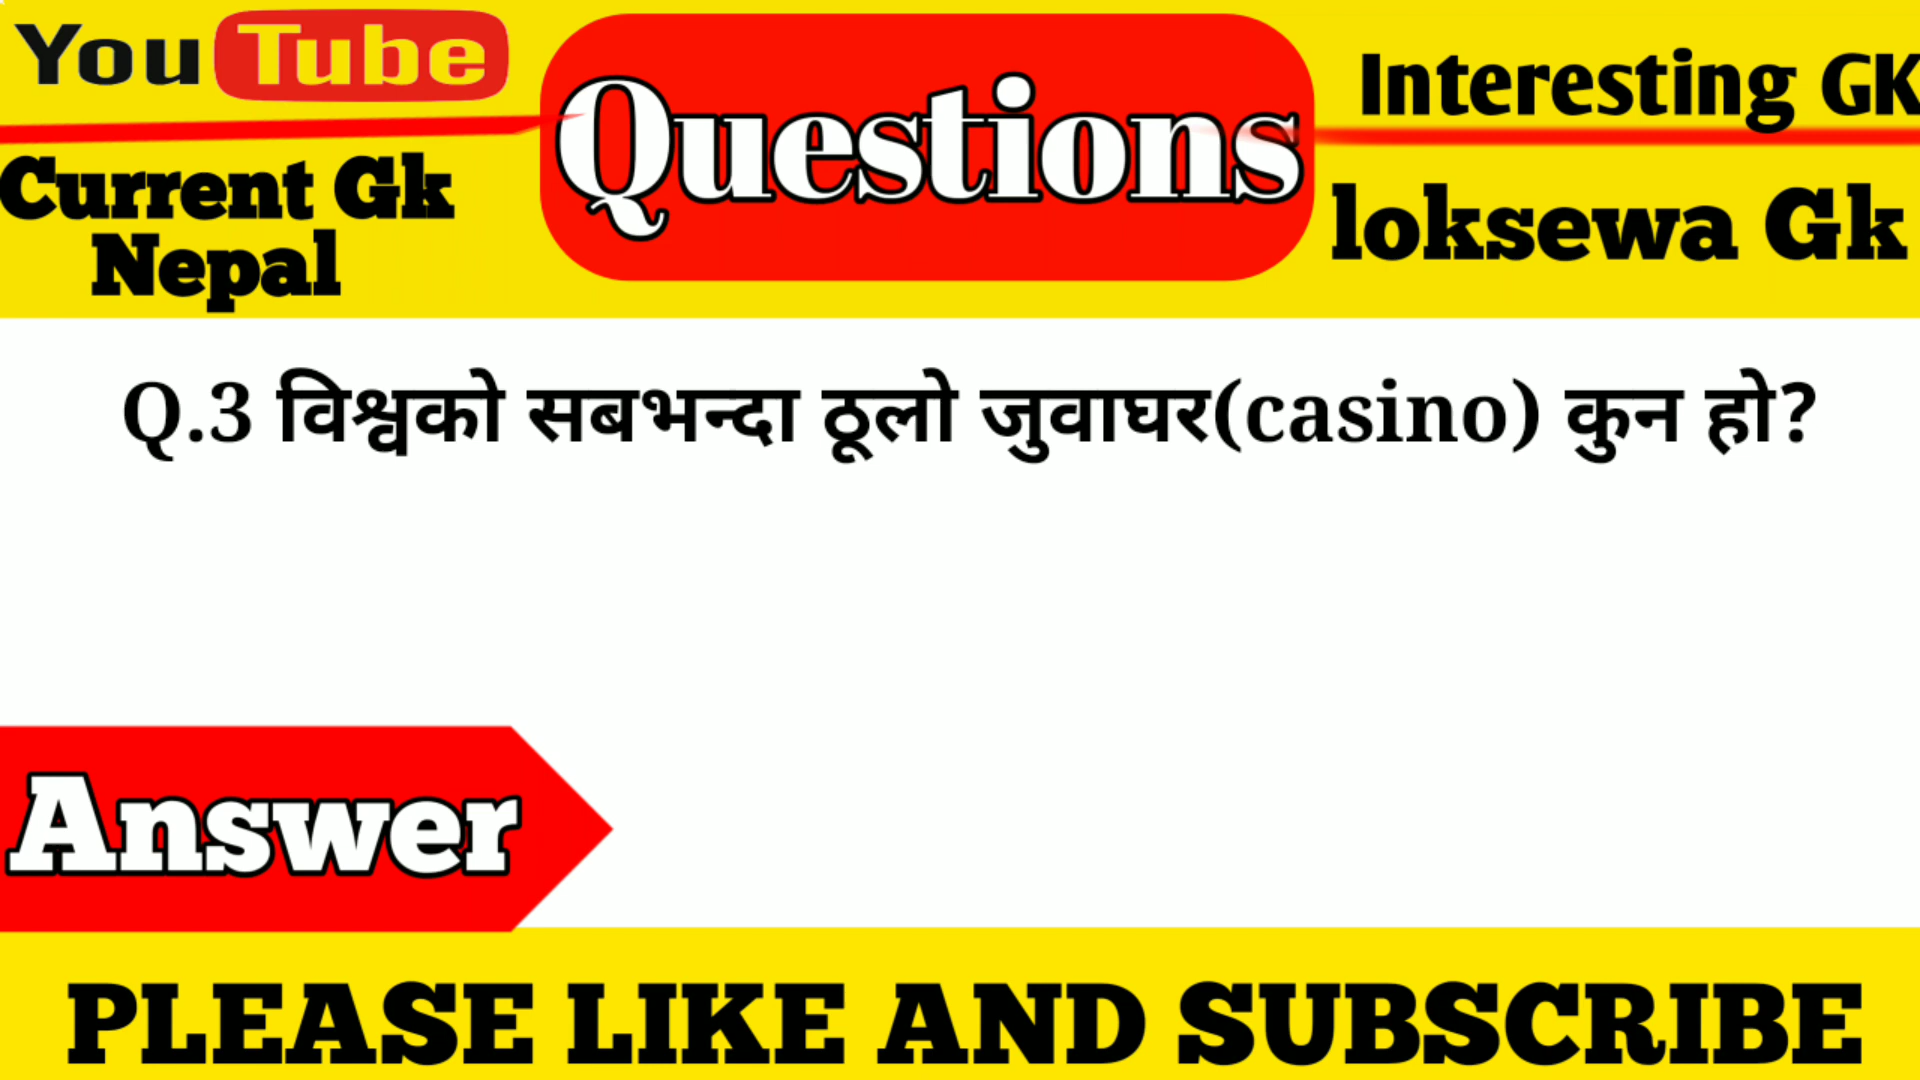 YouTube
Current Gk
Nepal
Questions
Interesting GK
loksewa Gk
Q.3 विश्वको सबभन्दा ठूलो जुवाघर(casino) कुन हो?
Answer
PLEASE LIKE AND SUBSCRIBE